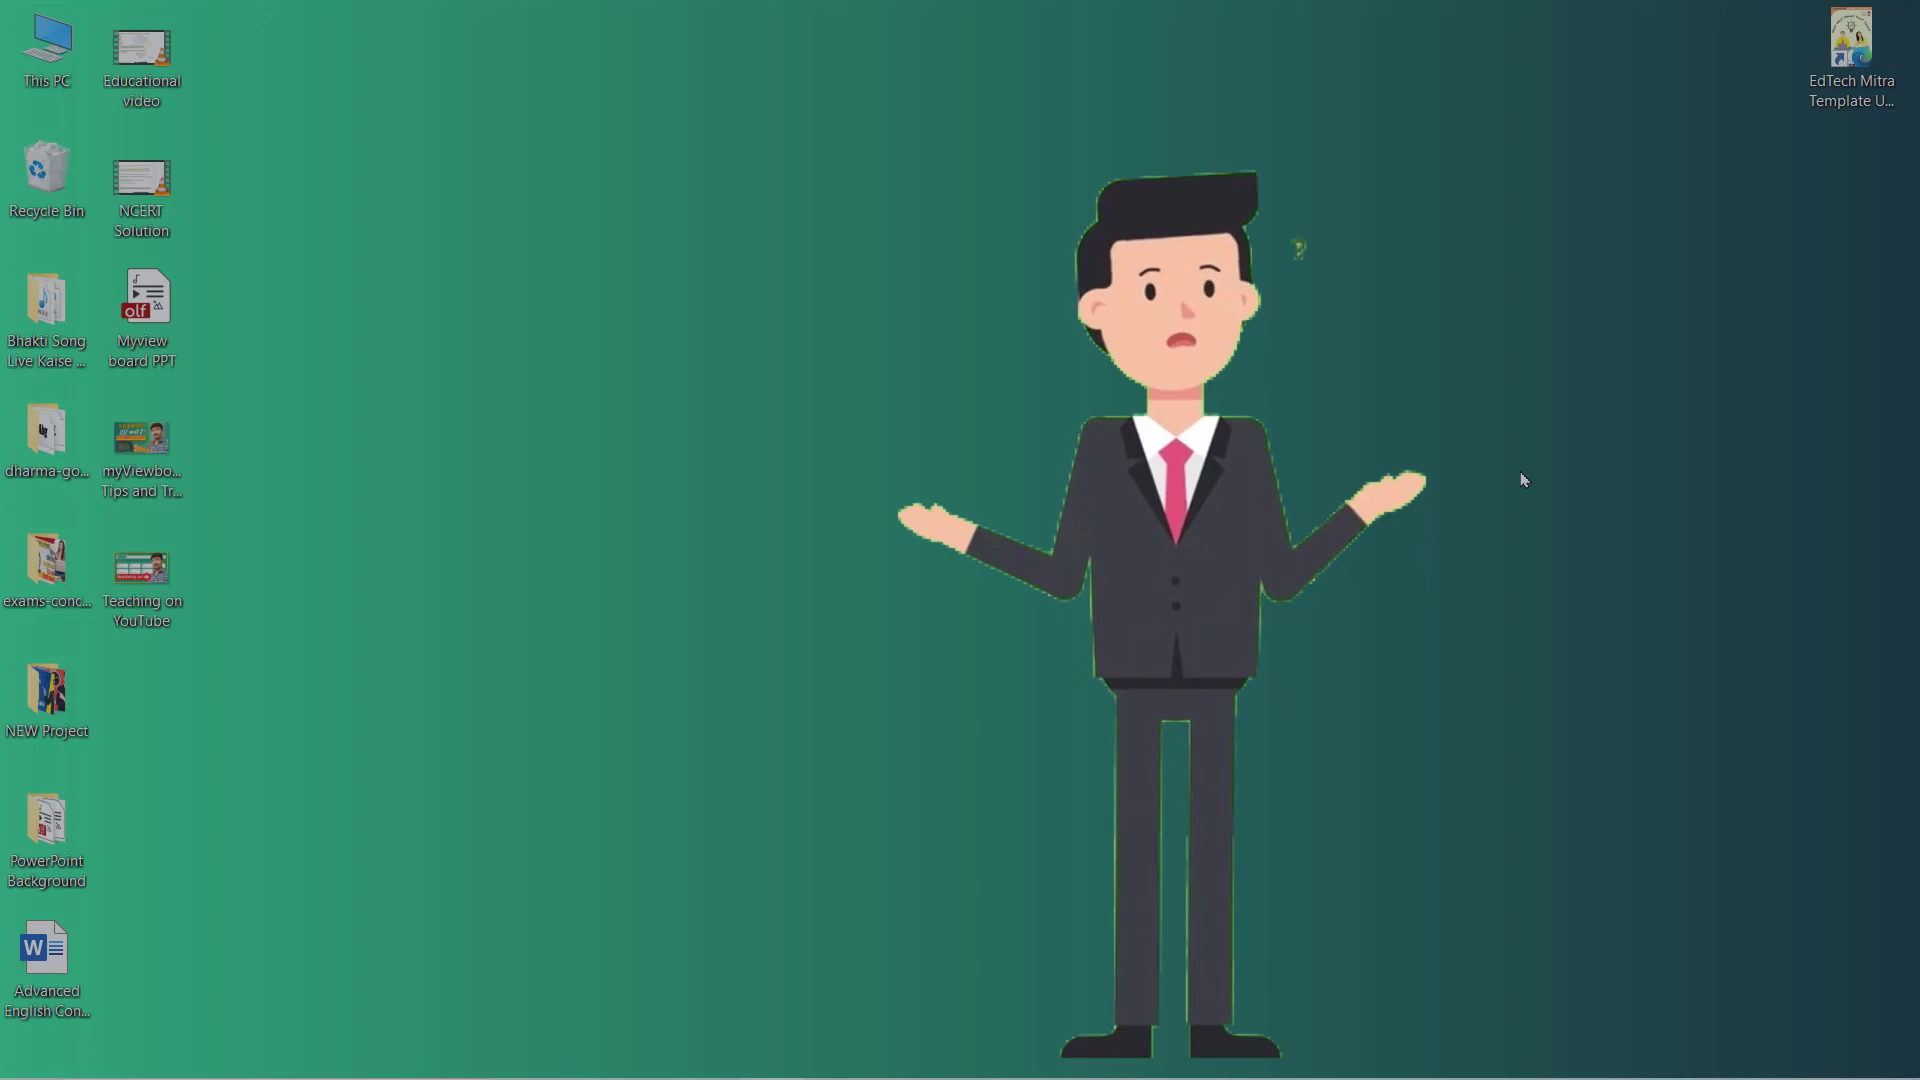 This PC
Educational
video
Recycle Bin
NCERT
Solution
Bhakti Song
Live Kaise ...
olf
Myview
board PPT
dharma-go...
myViewbo...
Tips and Tr...
exams-conc...
Teaching on
YouTube
NEW Project
PowerPoint
Background
W
Advanced
English Con...
EdTech Mitra
Template U...
?